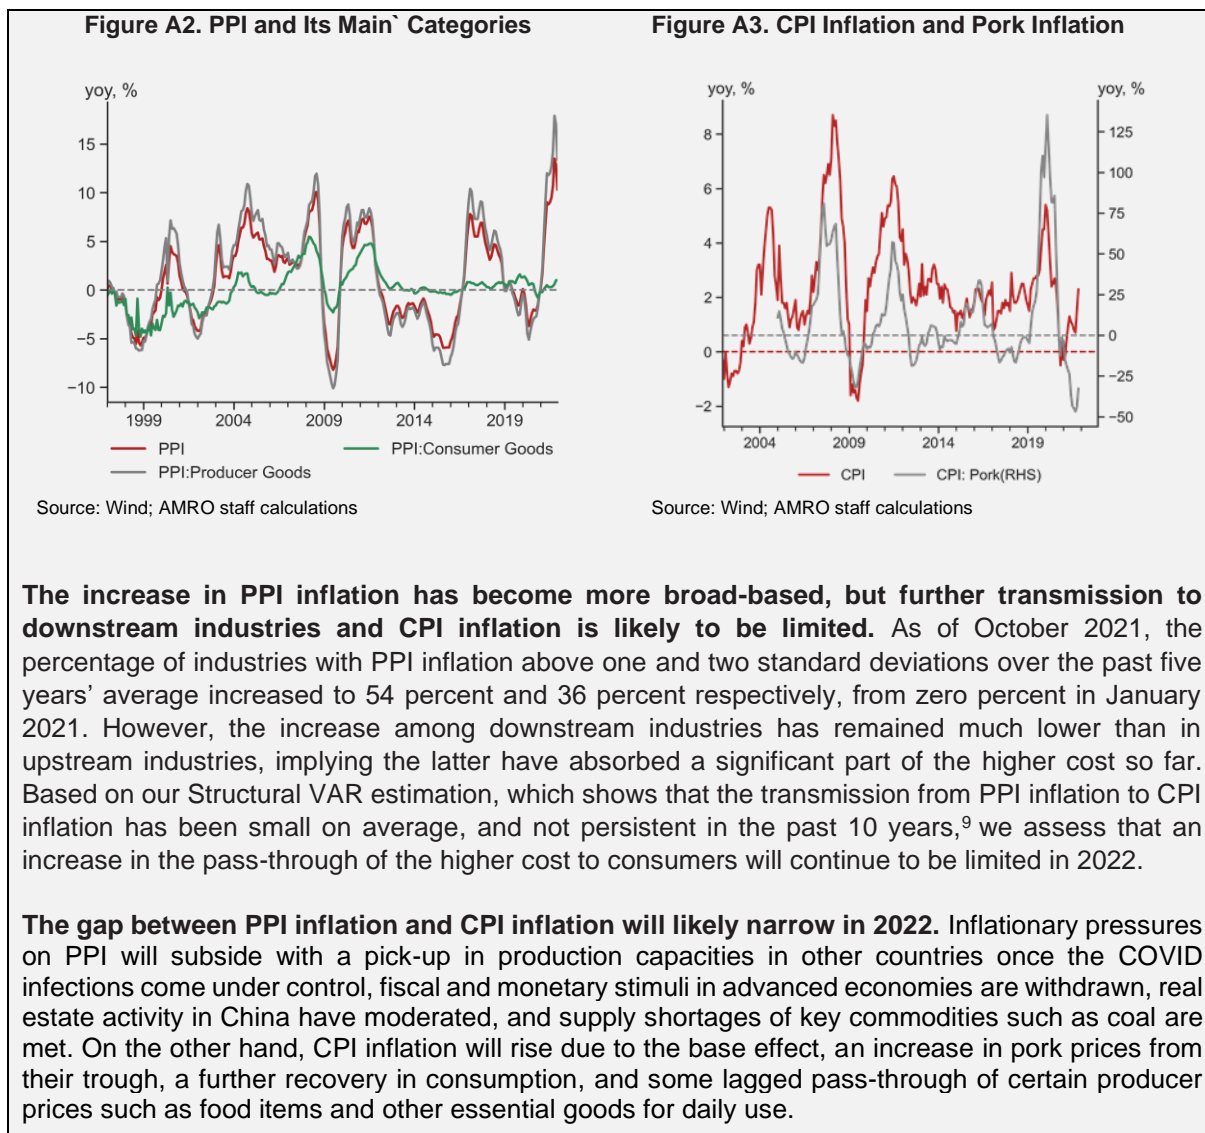 Figure A2. PPI and Its Main` Categories
yoy, %
15
10
5
0
−5
−10
1999 2004 2009 2014 2019
PPI PPI:Consumer Goods
PPI:Producer Goods
Source: Wind; AMRO staff calculations
Figure A3. CPI Inflation and Pork Inflation
yoy, % yoy, %
8
6
4
2
0
−2
125
100
75
50
25
0
−25
−50
2004 2009 2014 2019
CPI CPI: Pork(RHS)
Source: Wind; AMRO staff calculations
The increase in PPI inflation has become more broad-based, but further transmission to
downstream industries and CPI inflation is likely to be limited. As of October 2021, the
percentage of industries with PPI inflation above one and two standard deviations over the past five
years’ average increased to 54 percent and 36 percent respectively, from zero percent in January
2021. However, the increase among downstream industries has remained much lower than in
upstream industries, implying the latter have absorbed a significant part of the higher cost so far.
Based on our Structural VAR estimation, which shows that the transmission from PPI inflation to CPI
inflation has been small on average, and not persistent in the past 10 years,⁹ we assess that an
increase in the pass-through of the higher cost to consumers will continue to be limited in 2022.
The gap between PPI inflation and CPI inflation will likely narrow in 2022. Inflationary pressures
on PPI will subside with a pick-up in production capacities in other countries once the COVID
infections come under control, fiscal and monetary stimuli in advanced economies are withdrawn, real
estate activity in China have moderated, and supply shortages of key commodities such as coal are
met. On the other hand, CPI inflation will rise due to the base effect, an increase in pork prices from
their trough, a further recovery in consumption, and some lagged pass-through of certain producer
prices such as food items and other essential goods for daily use.